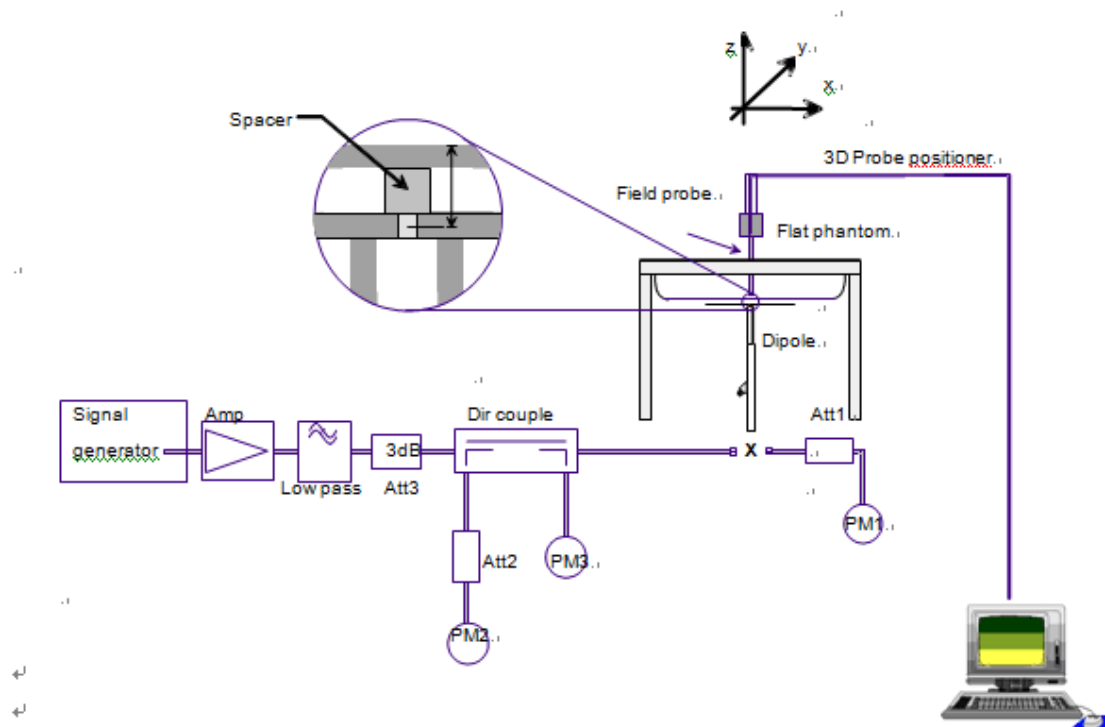 z
y
x
Spacer
3D Probe positioner
Field probe
Flat phantom
Dipole
Signal
generator
Amp
Low pass
3dB
Att3
Dir couple
Att1
X
PM1
Att2
PM3
PM2